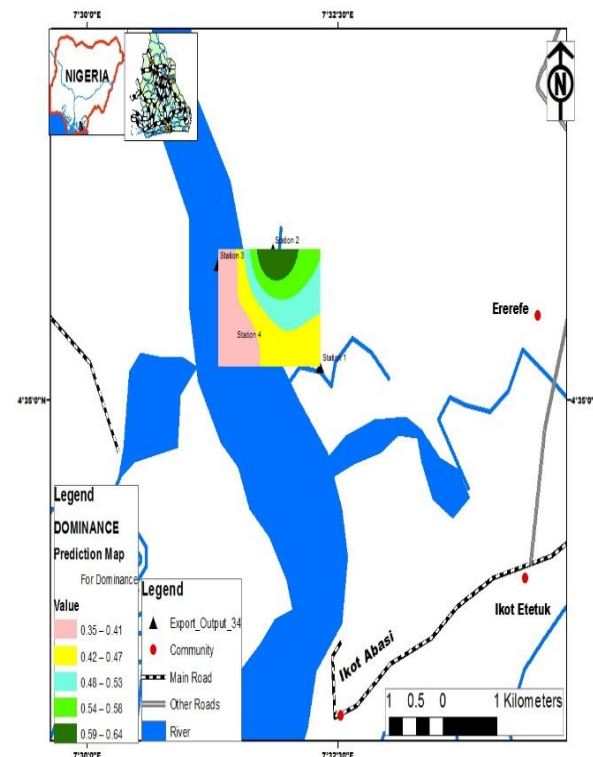 7°30'0"E
7°32'30"E
NIGERIA
N
Station 2
Station 3
Station 4
Station 1
Ererefe
4°35'0"N
4°35'0"N
Ikot Etetuk
Ikot Abasi
Legend
DOMINANCE
Prediction Map
For Dominance
Value
0.35 – 0.41
0.42 – 0.47
0.48 – 0.53
0.54 – 0.58
0.59 – 0.64
Legend
Export_Output_34
Community
Main Road
Other Roads
River
1 0.5 0 1 Kilometers
7°30'0"E
7°32'30"E